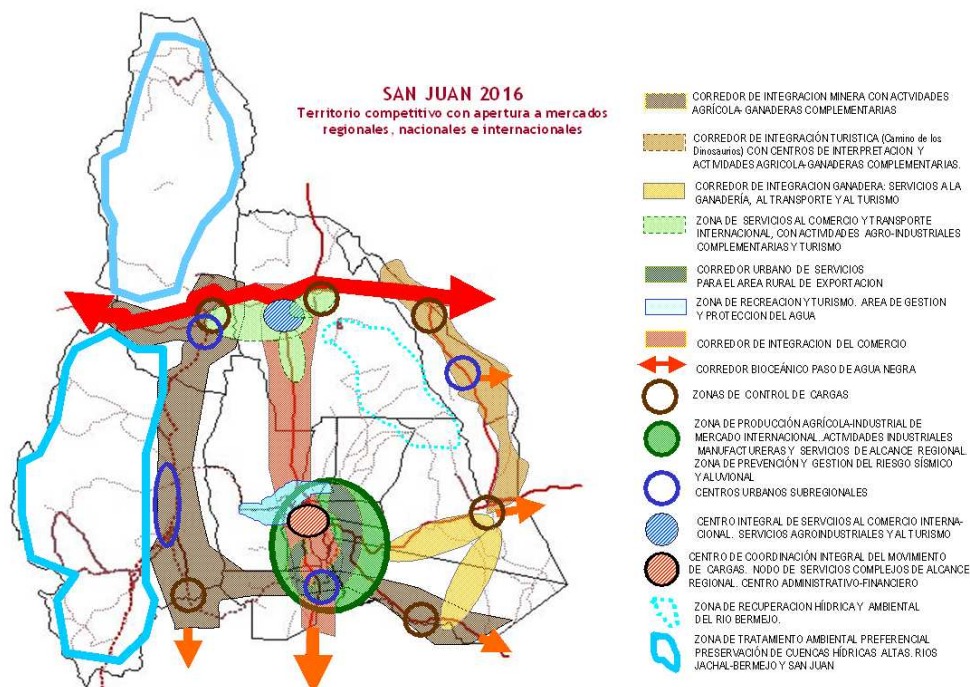 SAN JUAN 2016
Territorio competitivo con apertura a mercados
regionales, nacionales e internacionales
CORREDOR DE INTEGRACION MINERA CON ACTVDADES
AGRÍCOLA- GANADERAS COMPLEMENTARIAS
CORREDOR DE INTEGRACIÓN TURISTICA (Camino de los
Dinosaurios) CON CENTROS DE INTERPRETACION Y
ACTIVIDADES AGRICOLA-GANADERAS COMPLEMENTARIAS.
CORREDOR DE INTEGRACION GANADERA: SERVICIOS A LA
GANADERÍA, AL TRANSPORTE Y AL TURISMO
ZONA DE SERVICIOS AL COMERCIO Y TRANSPORTE
INTERNACIONAL, CON ACTIVIDADES AGRO-INDUSTRIALES
COMPLEMENTARIAS Y TURISMO
CORREDOR URBANO DE SERVICIOS
PARA EL AREA RURAL DE EXPORTACION
ZONA DE RECREACION Y TURISMO. AREA DE GESTION
Y PROTECCION DEL AGUA
CORREDOR DE INTEGRACION DEL COMERCIO
CORREDOR BIOCEÁNICO PASO DE AGUA NEGRA
ZONAS DE CONTROL DE CARGAS
ZONA DE PRODUCCIÓN AGRÍCOLA-INDUSTRIAL DE
MERCADO INTERNACIONAL. ACTIVIDADES INDUSTRIALES
MANUFACTURERAS Y SERVICIOS DE ALCANCE REGIONAL.
ZONA DE PREVENCIÓN Y GESTION DEL RIESGO SÍSMICO
Y ALUVIONAL
CENTROS URBANOS SUBREGIONALES
CENTRO INTEGRAL DE SERVCIIOS AL COMERCIO INTERNA-
CIONAL. SERVICIOS AGROINDUSTRIALES Y AL TURISMO
CENTRO DE COORDINACIÓN INTEGRAL DEL MOVIMIENTO
DE CARGAS. NODO DE SERVICIOS COMPLEJOS DE ALCANCE
REGIONAL. CENTRO ADMINISTRATIVO-FINANCIERO
ZONA DE RECUPERACION HÍIDRICA Y AMBIENTAL
DEL RIO BERMEJO.
ZONA DE TRATAMIENTO AMBIENTAL PREFERENCIAL
PRESERVACIÓN DE CUENCAS HÍDRICAS ALTAS. RIOS
JACHAL-BERMEJO Y SAN JUAN